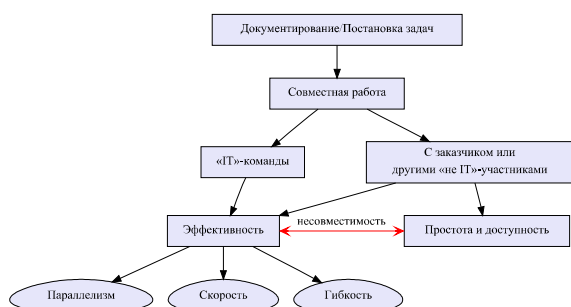 Документирование/Постановка задач
Совместная работа
«IT»-команды
С заказчиком или
другими «не IT»-участниками
несовместимость
Эффективность
Простота и доступность
Параллелизм
Скорость
Гибкость